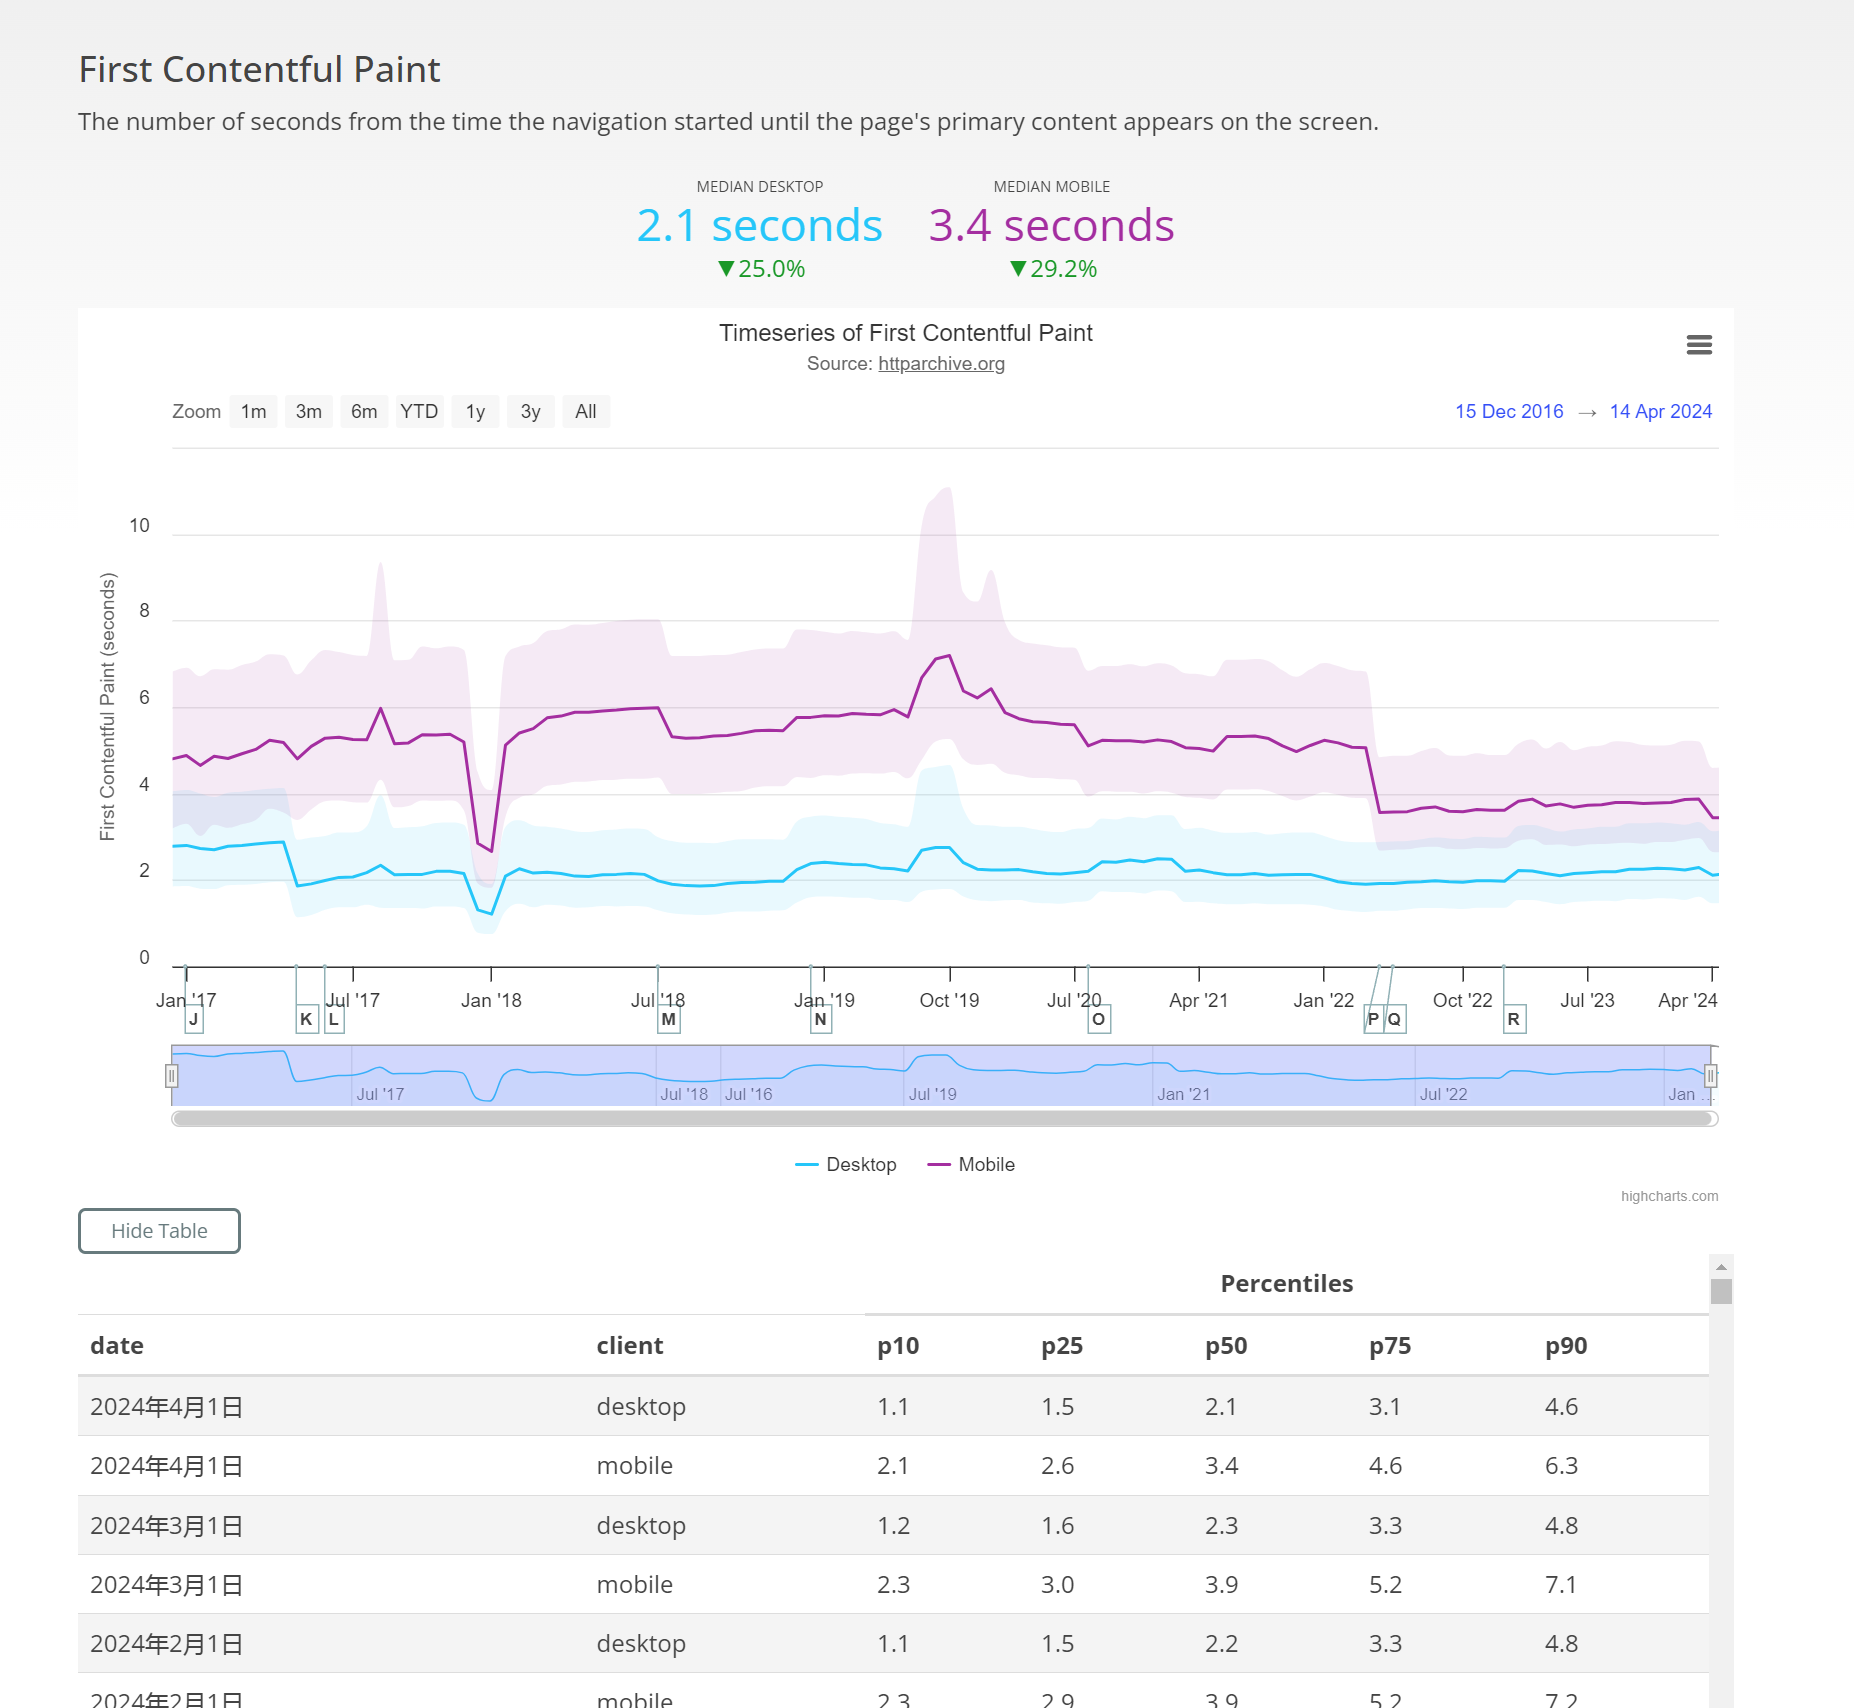 First Contentful Paint
The number of seconds from the time the navigation started until the page's primary content appears on the screen.
MEDIAN DESKTOP MEDIAN MOBILE
2.1 seconds 3.4 seconds
▼25.0% ▼29.2%
Timeseries of First Contentful Paint
Source: httparchive.org
Zoom 1m 3m 6m YTD 1y 3y All 15 Dec 2016 → 14 Apr 2024
First Contentful Paint (seconds)
10
8
6
4
2
0
Jan '17 Jul '17 Jan '18 Jul '18 Jan '19 Oct '19 Jul '20 Apr '21 Jan '22 Oct '22 Jul '23 Apr '24
J K L M N O P Q R
Jul '17 Jul '18 Jul '16 Jul '19 Jan '21 Jul '22 Jan …
Desktop Mobile
highcharts.com
Hide Table
Percentiles
date client p10 p25 p50 p75 p90
2024年4月1日 desktop 1.1 1.5 2.1 3.1 4.6
2024年4月1日 mobile 2.1 2.6 3.4 4.6 6.3
2024年3月1日 desktop 1.2 1.6 2.3 3.3 4.8
2024年3月1日 mobile 2.3 3.0 3.9 5.2 7.1
2024年2月1日 desktop 1.1 1.5 2.2 3.3 4.8
2024年2月1日 mobile 2.3 2.9 3.9 5.2 7.2